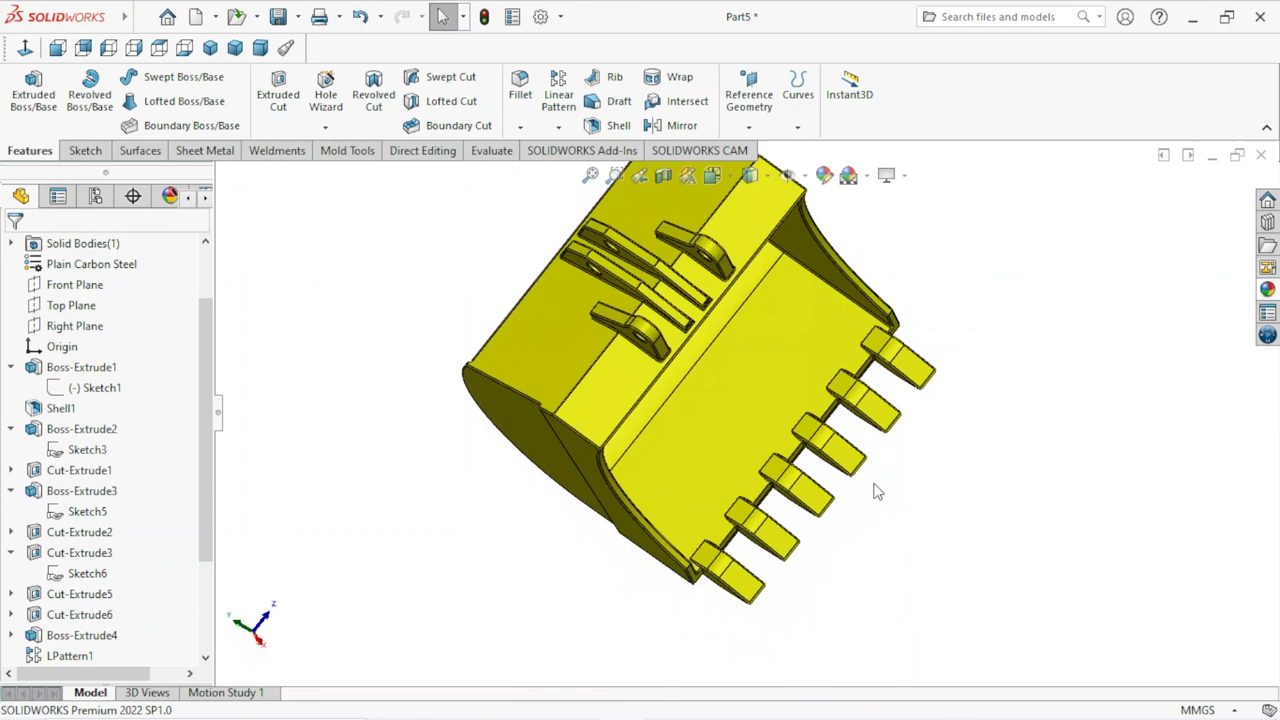 SOLIDWORKS
Part5 *
Search files and models
Extruded Boss/Base
Revolved Boss/Base
Swept Boss/Base
Lofted Boss/Base
Boundary Boss/Base
Extruded Cut
Hole Wizard
Revolved Cut
Swept Cut
Lofted Cut
Boundary Cut
Fillet
Linear Pattern
Rib
Draft
Shell
Wrap
Intersect
Mirror
Reference Geometry
Curves
Instant3D
Features Sketch Surfaces Sheet Metal Weldments Mold Tools Direct Editing Evaluate SOLIDWORKS Add-Ins SOLIDWORKS CAM
Solid Bodies(1)
Plain Carbon Steel
Front Plane
Top Plane
Right Plane
Origin
Boss-Extrude1
(-) Sketch1
Shell1
Boss-Extrude2
Sketch3
Cut-Extrude1
Boss-Extrude3
Sketch5
Cut-Extrude2
Cut-Extrude3
Sketch6
Cut-Extrude5
Cut-Extrude6
Boss-Extrude4
LPattern1
Z
Y
X
Model 3D Views Motion Study 1
SOLIDWORKS Premium 2022 SP1.0
MMGS